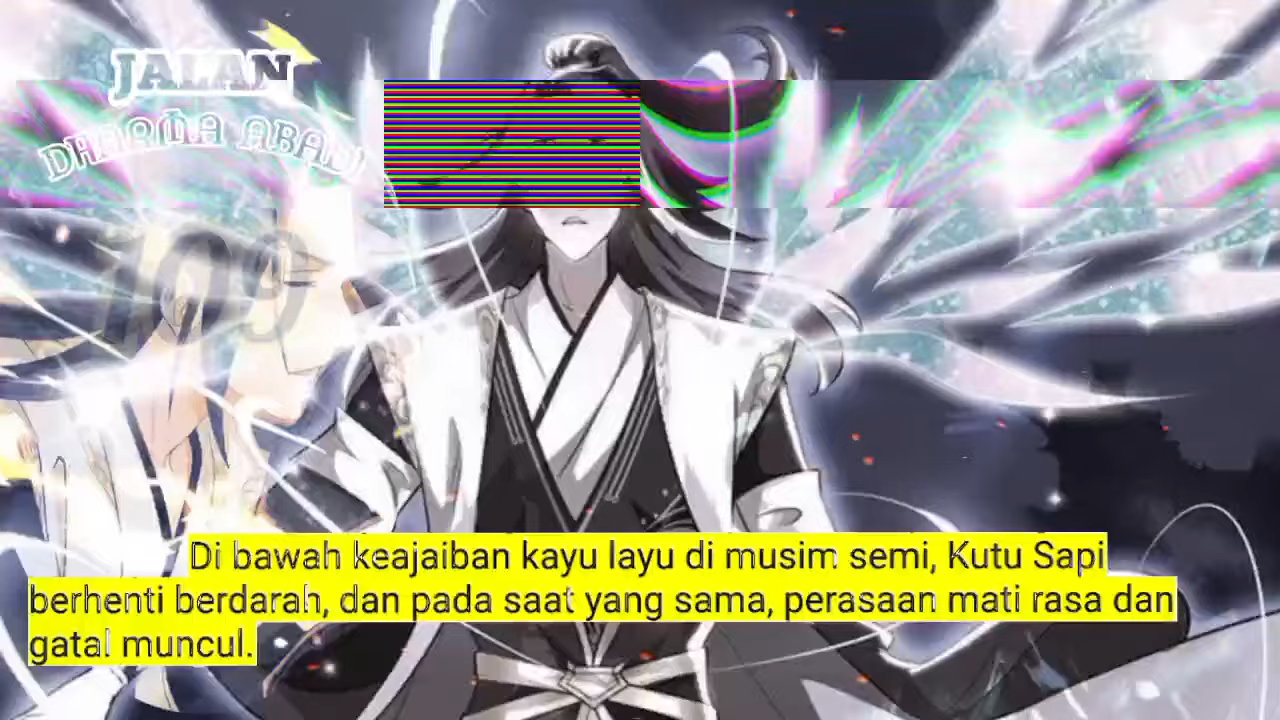 JALAN
DHARMA ABADI
109
Di bawah keajaiban kayu layu di musim semi, Kutu Sapi
berhenti berdarah, dan pada saat yang sama, perasaan mati rasa dan
gatal muncul.